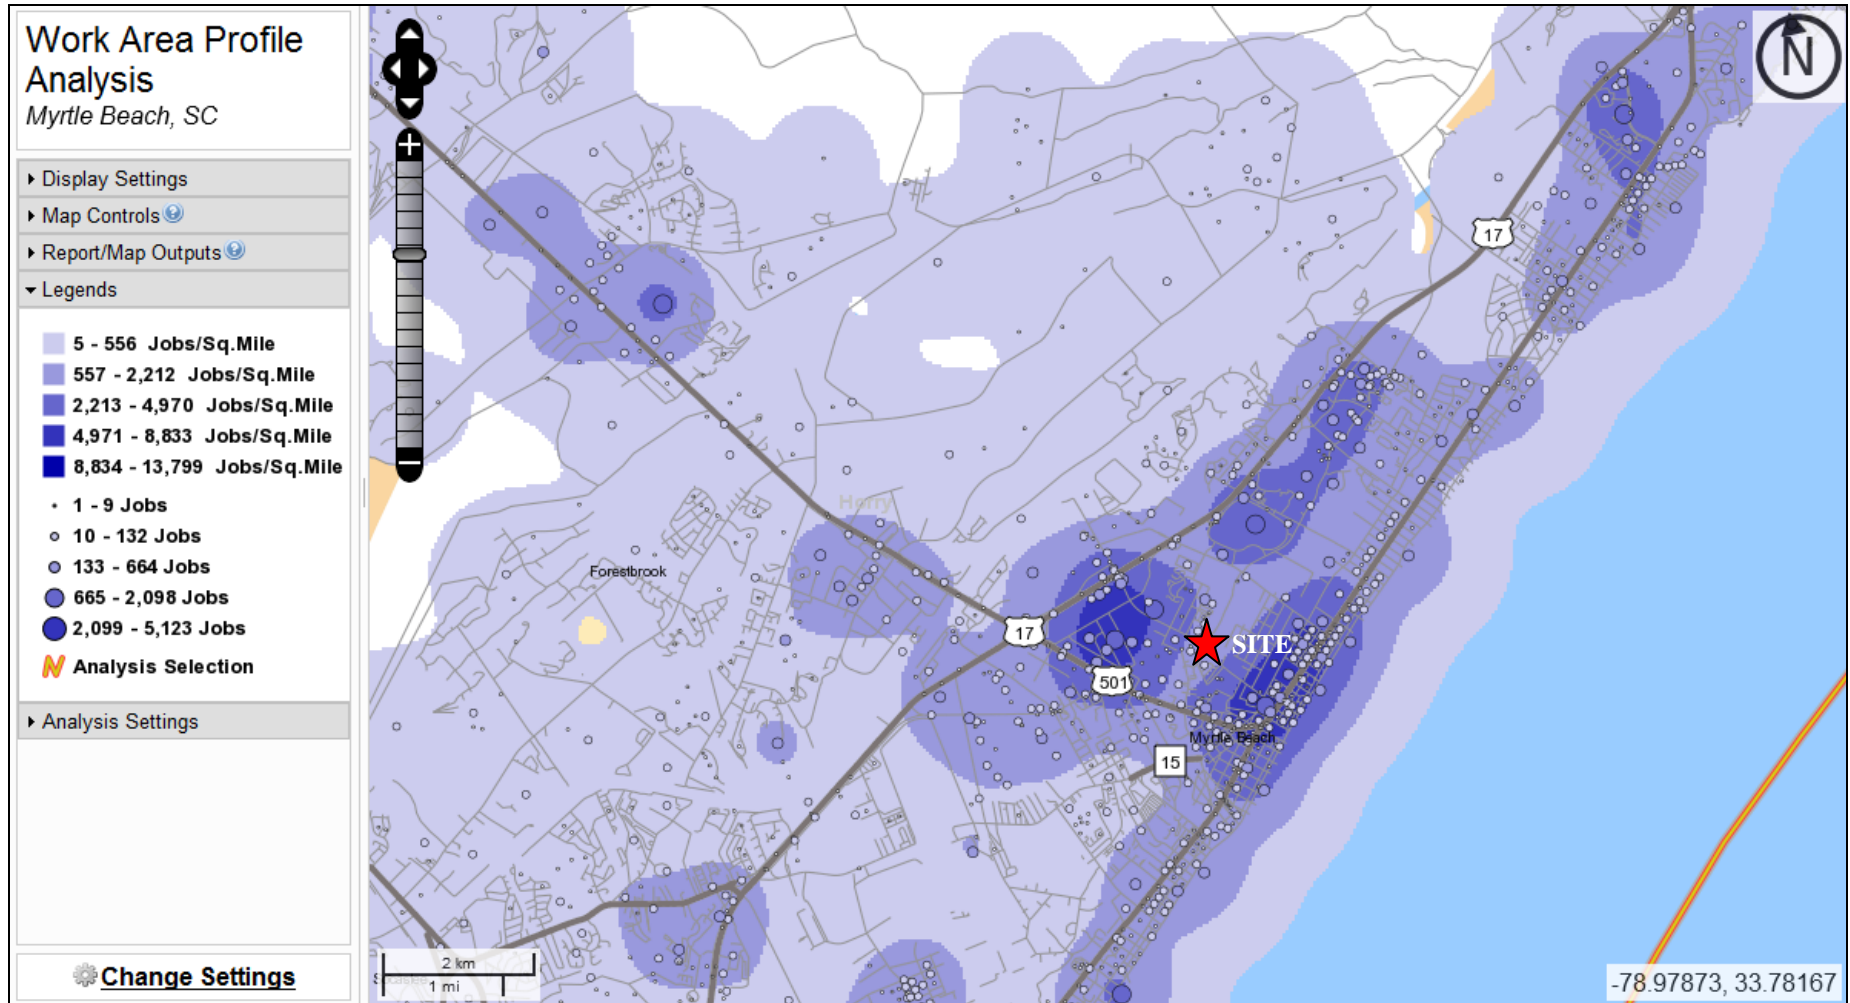 Work Area Profile
Analysis
Myrtle Beach, SC
Display Settings
Map Controls ?
Report/Map Outputs ?
Legends
5 - 556 Jobs/Sq.Mile
557 - 2,212 Jobs/Sq.Mile
2,213 - 4,970 Jobs/Sq.Mile
4,971 - 8,833 Jobs/Sq.Mile
8,834 - 13,799 Jobs/Sq.Mile
1 - 9 Jobs
10 - 132 Jobs
133 - 664 Jobs
665 - 2,098 Jobs
2,099 - 5,123 Jobs
Analysis Selection
Analysis Settings
Change Settings
N
17
Horry
Forestbrook
17
SITE
501
Myrtle Beach
15
2 km
1 mi
-78.97873, 33.78167